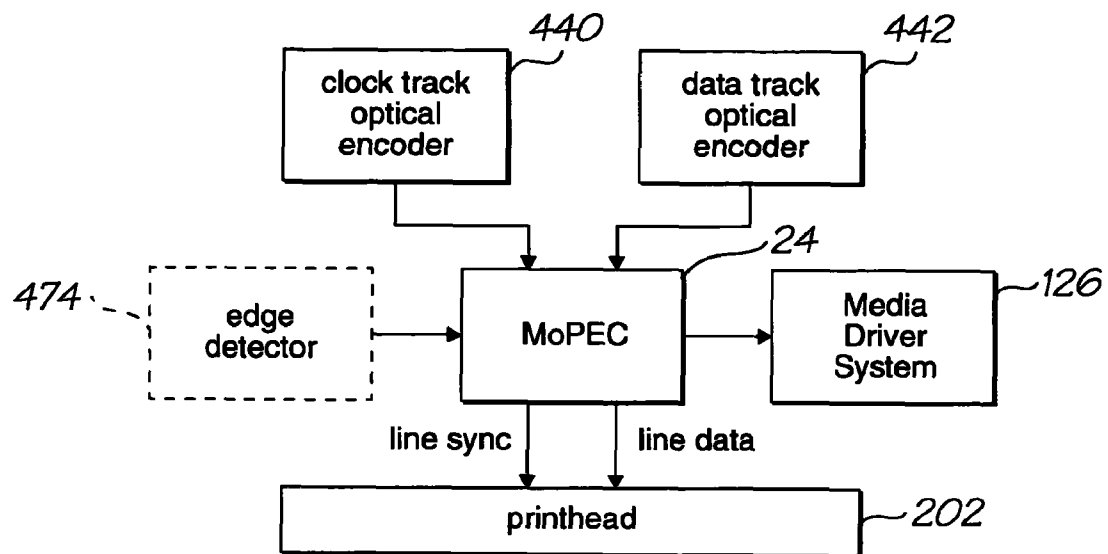 440
442
clock track
optical
encoder
data track
optical
encoder
24
126
474
edge
detector
MoPEC
Media
Driver
System
line sync
line data
printhead
202